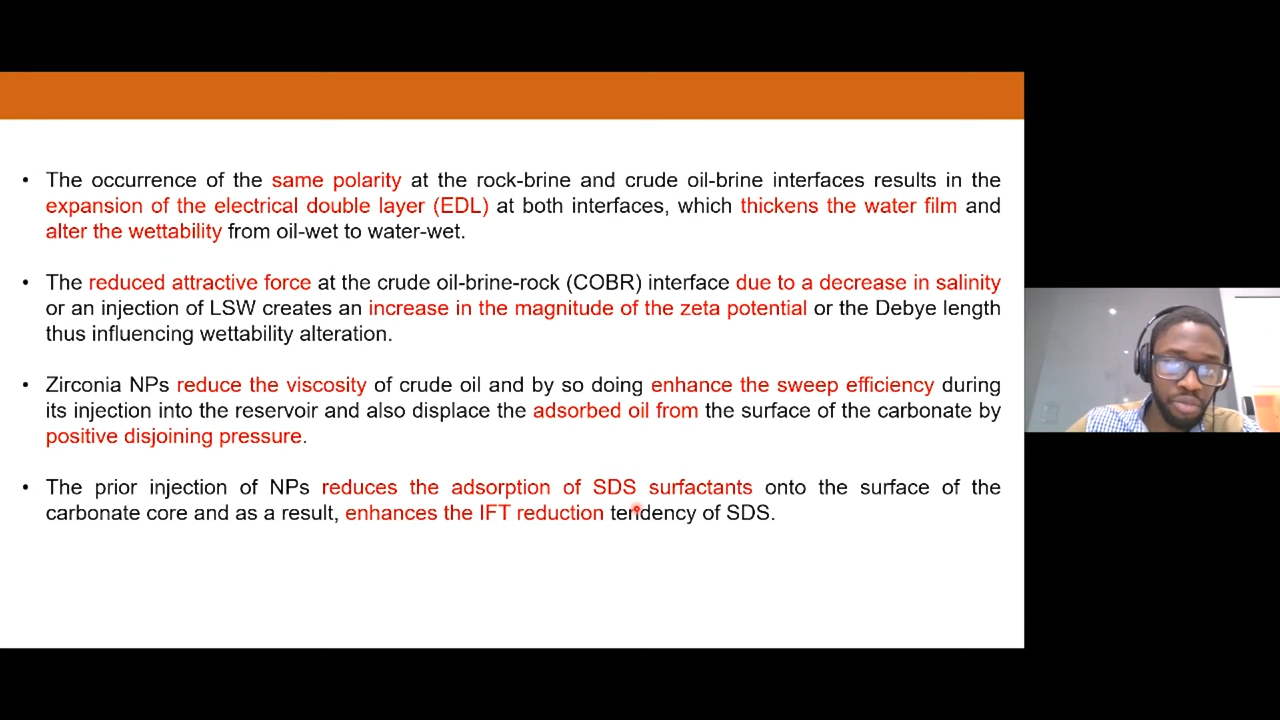 • The occurrence of the same polarity at the rock-brine and crude oil-brine interfaces results in the
expansion of the electrical double layer (EDL) at both interfaces, which thickens the water film and
alter the wettability from oil-wet to water-wet.
• The reduced attractive force at the crude oil-brine-rock (COBR) interface due to a decrease in salinity
or an injection of LSW creates an increase in the magnitude of the zeta potential or the Debye length
thus influencing wettability alteration.
• Zirconia NPs reduce the viscosity of crude oil and by so doing enhance the sweep efficiency during
its injection into the reservoir and also displace the adsorbed oil from the surface of the carbonate by
positive disjoining pressure.
• The prior injection of NPs reduces the adsorption of SDS surfactants onto the surface of the
carbonate core and as a result, enhances the IFT reduction tendency of SDS.